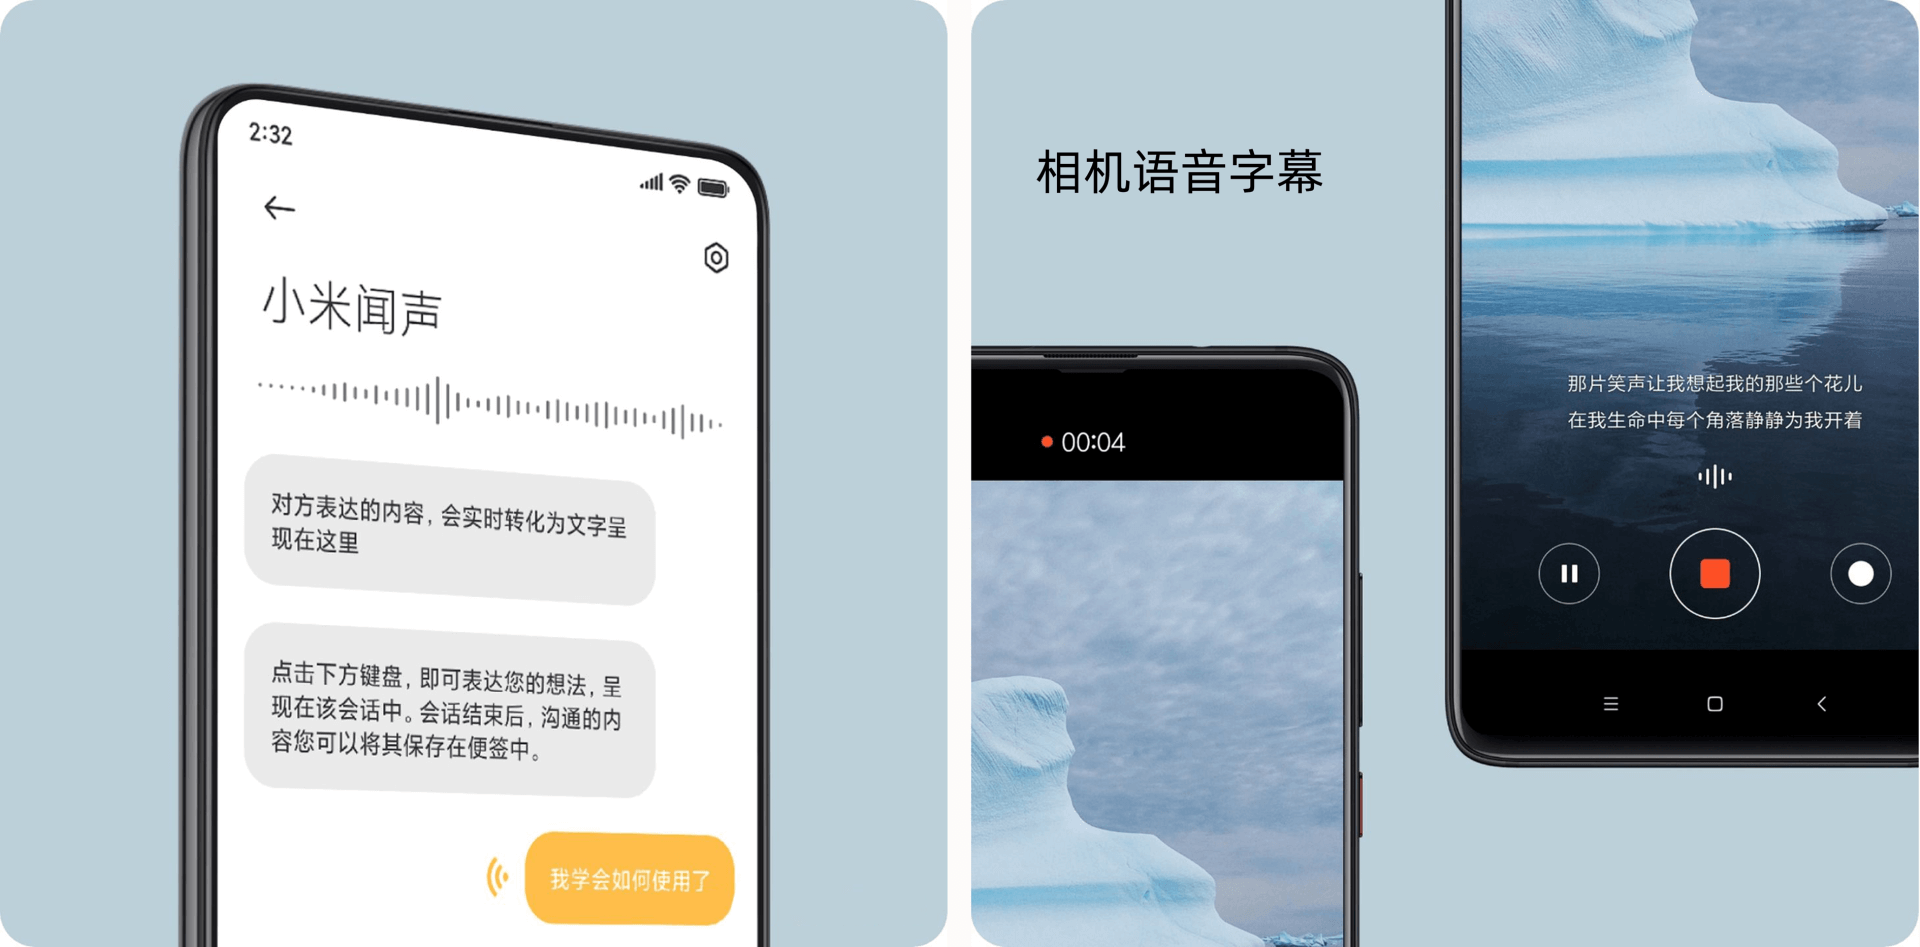 2:32
小米闻声
对方表达的内容，会实时转化为文字呈
现在这里
点击下方键盘，即可表达您的想法，呈
现在该会话中。会话结束后，沟通的内
容您可以将其保存在便签中。
我学会如何使用了
相机语音字幕
00:04
那片笑声让我想起我的那些个花儿
在我生命中每个角落静静为我开着